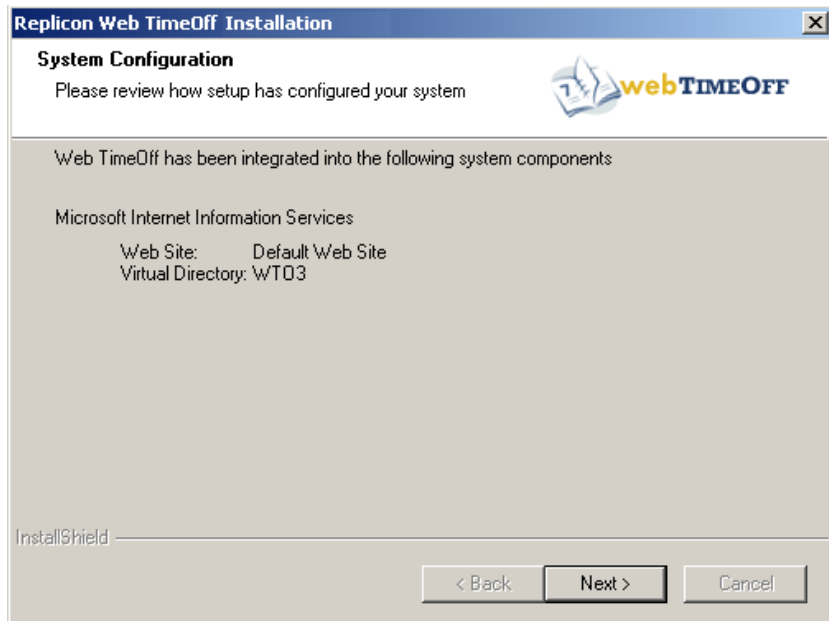 Replicon Web TimeOff Installation
System Configuration
Please review how setup has configured your system
webTIMEOFF
Web TimeOff has been integrated into the following system components
Microsoft Internet Information Services
Web Site: Default Web Site
Virtual Directory: WTO3
InstallShield
< Back Next > Cancel